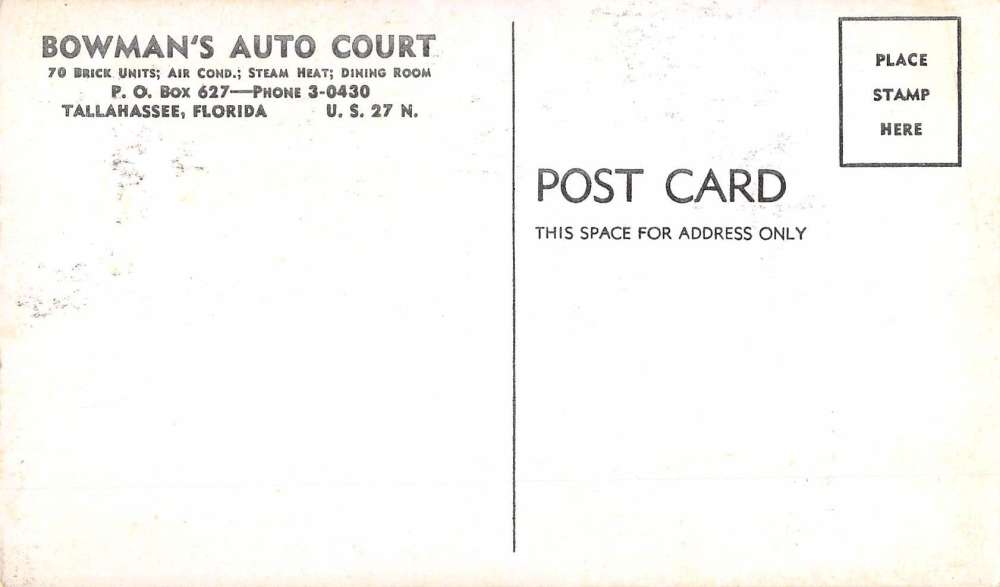 BOWMAN'S AUTO COURT
70 BRICK UNITS; AIR COND.; STEAM HEAT; DINING ROOM
P. O. BOX 627—PHONE 3-0430
TALLAHASSEE, FLORIDA U. S. 27 N.
PLACE
STAMP
HERE
POST CARD
THIS SPACE FOR ADDRESS ONLY